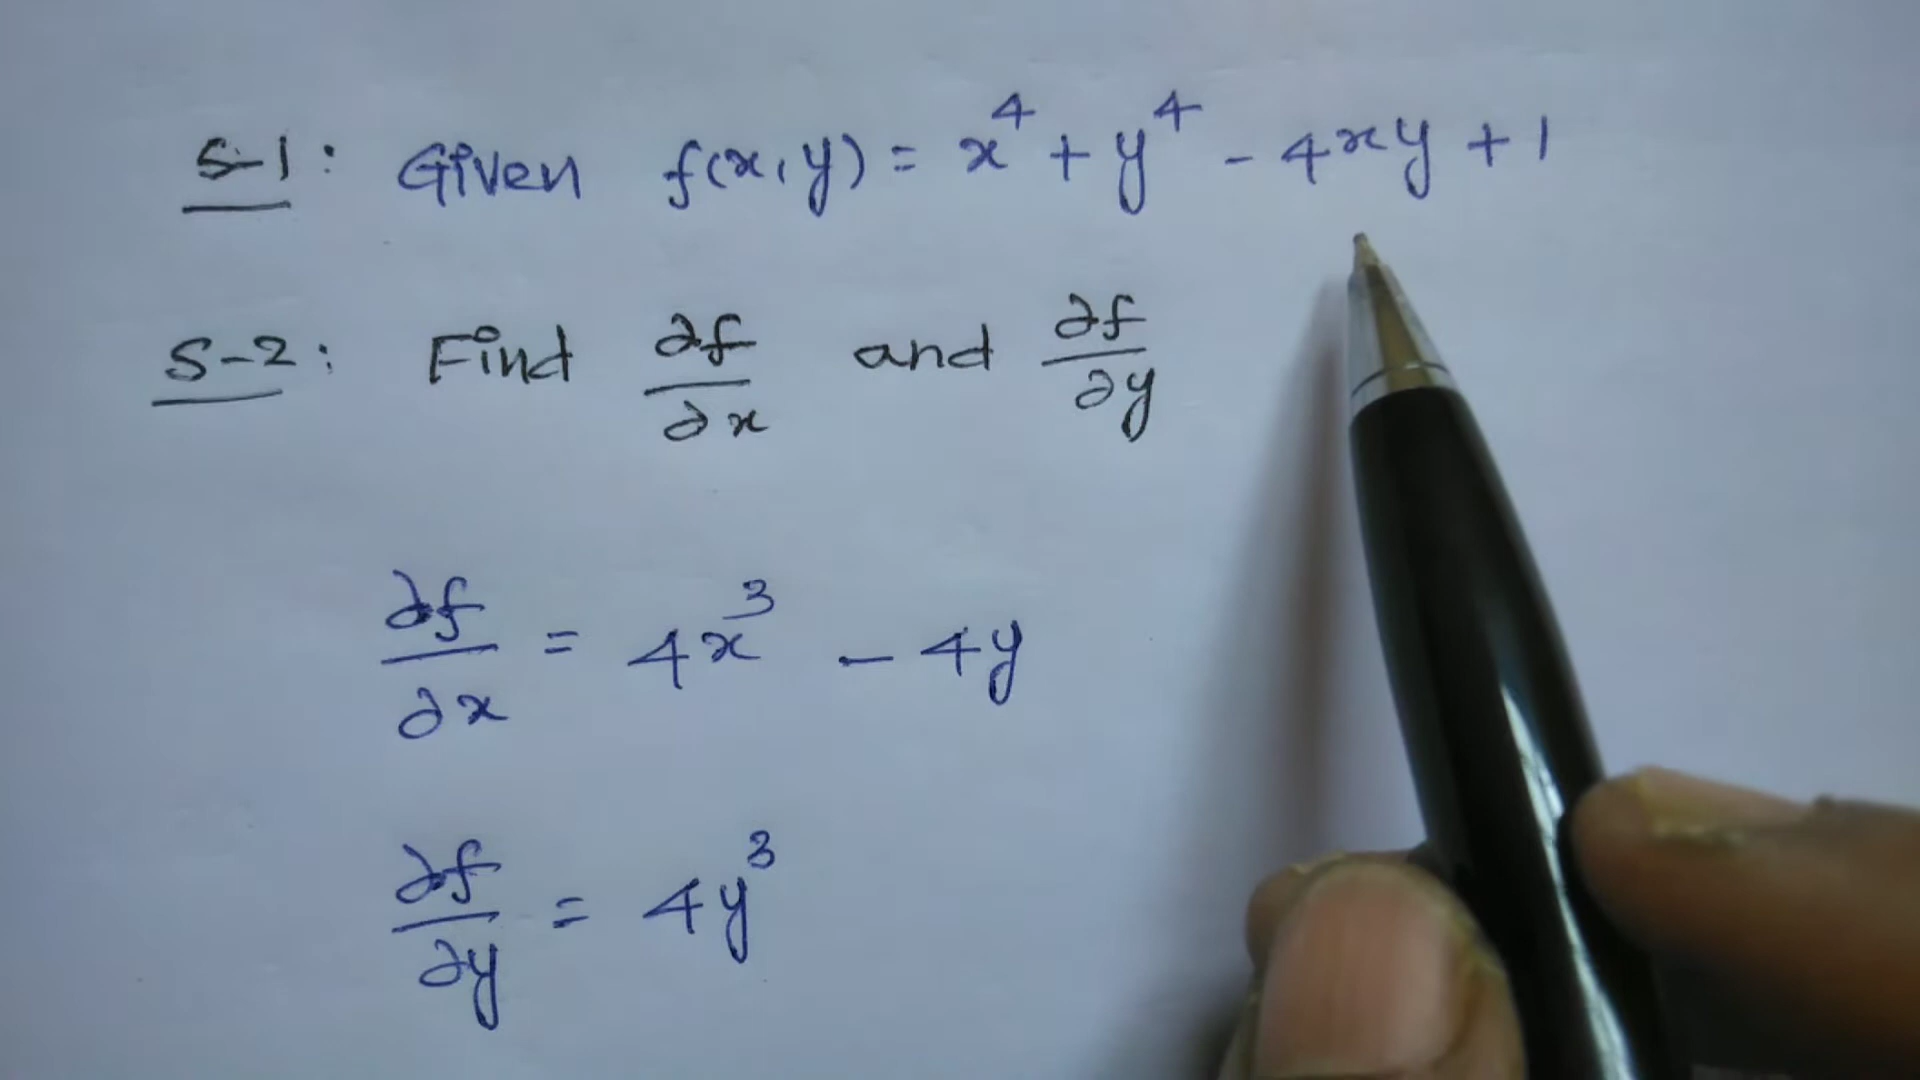 S-1: Given f(x,y) = x⁴ + y⁴ - 4xy + 1
S-2: Find ∂f/∂x and ∂f/∂y
∂f/∂x = 4x³ - 4y
∂f/∂y = 4y³